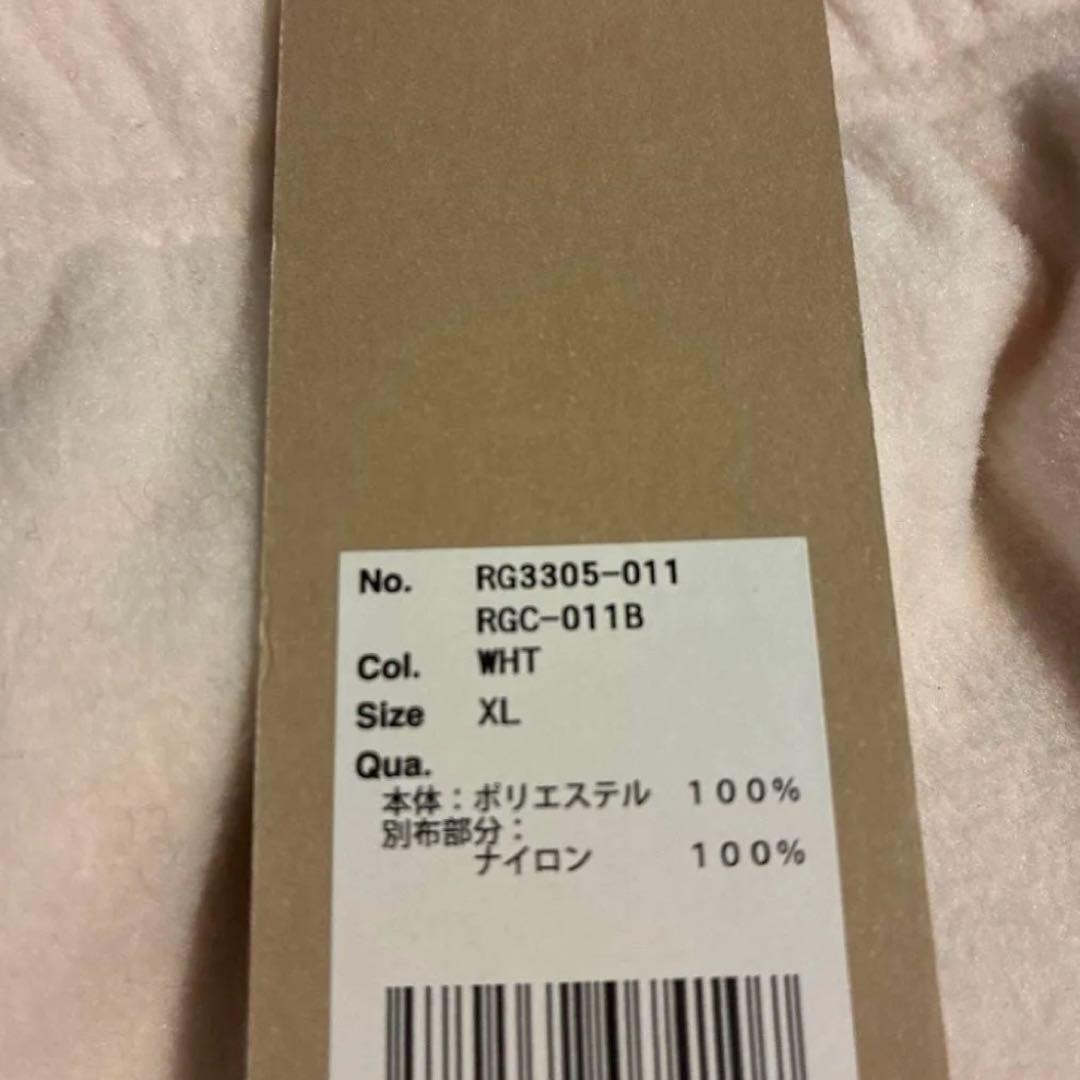 No. RG3305-011
RGC-011B
Col. WHT
Size XL
Qua.
本体：ポリエステル １００％
別布部分：
ナイロン １００％